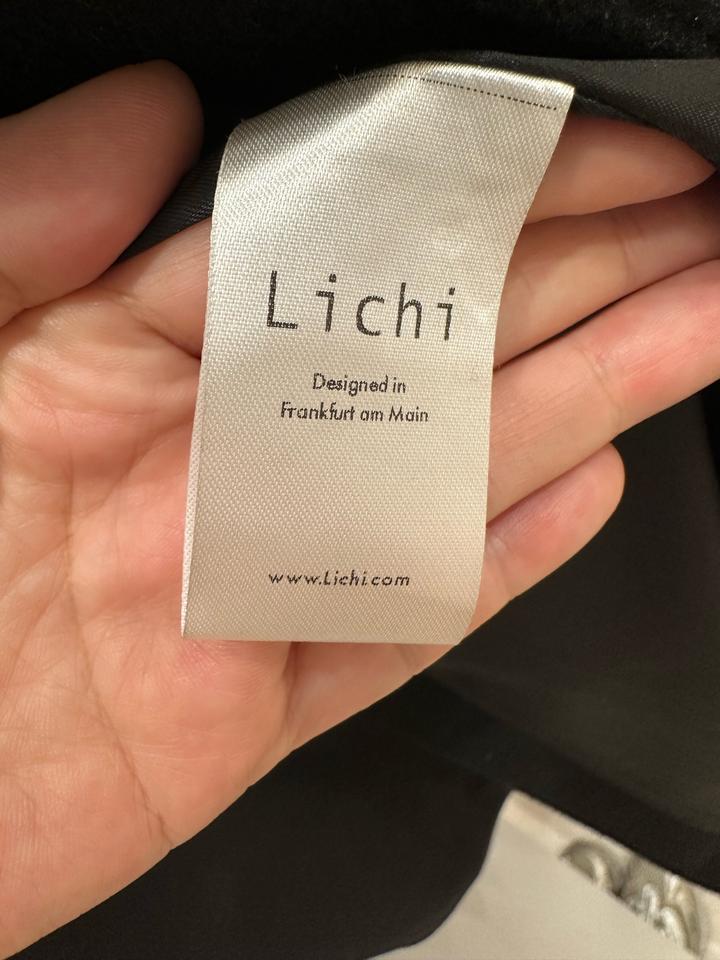 Lichi
Designed in
Frankfurt am Main
www.Lichi.com